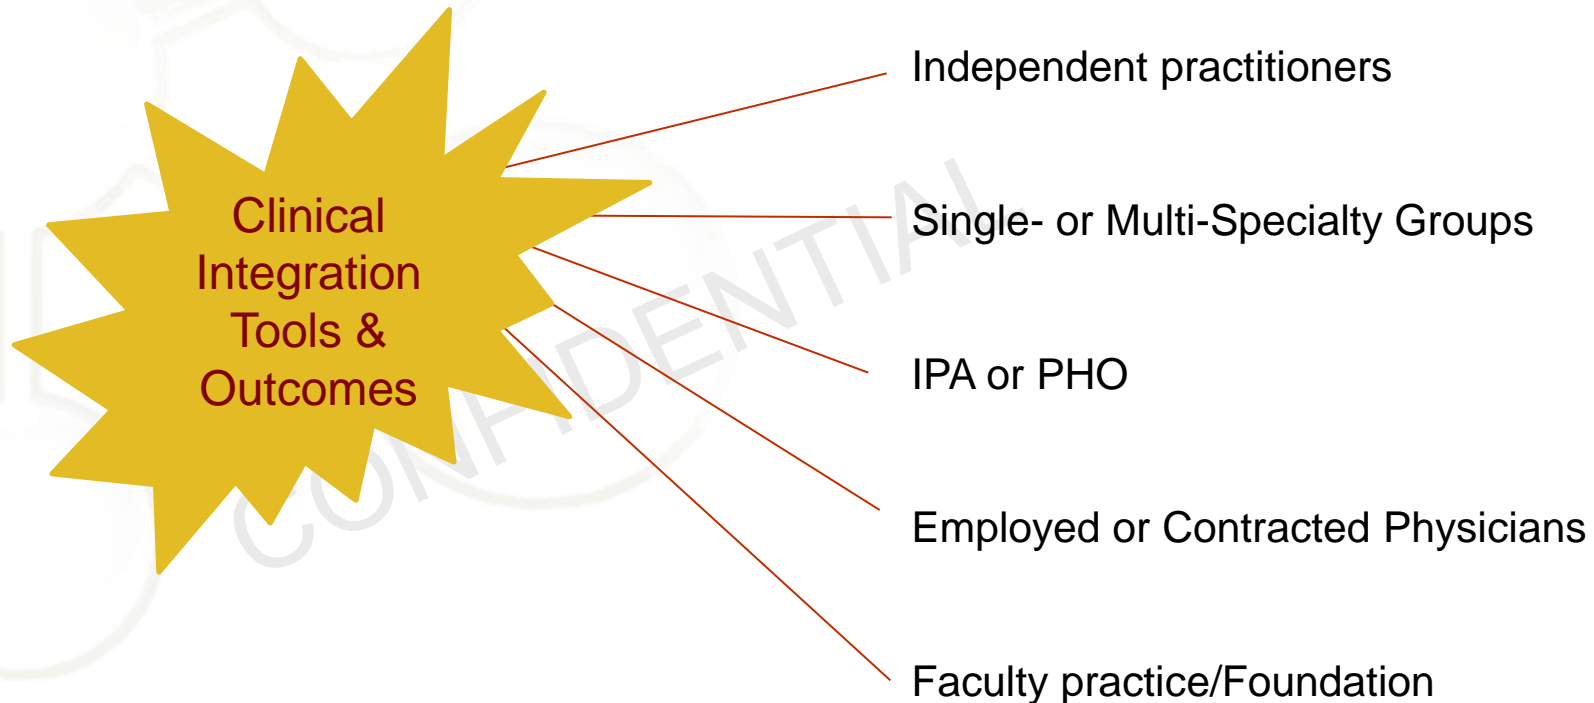 Clinical
Integration
Tools &
Outcomes
Independent practitioners
Single- or Multi-Specialty Groups
IPA or PHO
Employed or Contracted Physicians
Faculty practice/Foundation
CONFIDENTIAL